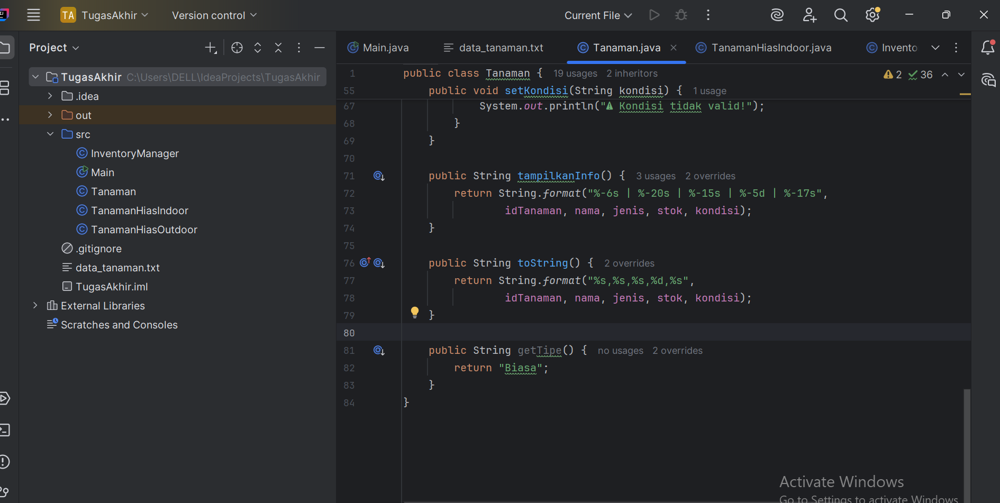 TA TugasAkhir Version control Current File
Project
TugasAkhir C:\Users\DELL\IdeaProjects\TugasAkhir
.idea
out
src
InventoryManager
Main
Tanaman
TanamanHiasIndoor
TanamanHiasOutdoor
.gitignore
data_tanaman.txt
TugasAkhir.iml
External Libraries
Scratches and Consoles
Main.java data_tanaman.txt Tanaman.java TanamanHiasIndoor.java Invento
1 public class Tanaman { 19 usages 2 inheritors 2 36
55 public void setKondisi(String kondisi) { 1 usage
67 System.out.println("⚠ Kondisi tidak valid!");
68 }
69 }
70
71 public String tampilkanInfo() { 3 usages 2 overrides
72 return String.format("%-6s | %-20s | %-15s | %-5d | %-17s",
73 idTanaman, nama, jenis, stok, kondisi);
74 }
75
76 public String toString() { 2 overrides
77 return String.format("%s,%s,%s,%d,%s",
78 idTanaman, nama, jenis, stok, kondisi);
79 }
80
81 public String getTipe() { no usages 2 overrides
82 return "Biasa";
83 }
84 }
Activate Windows
Go to Settings to activate Windows